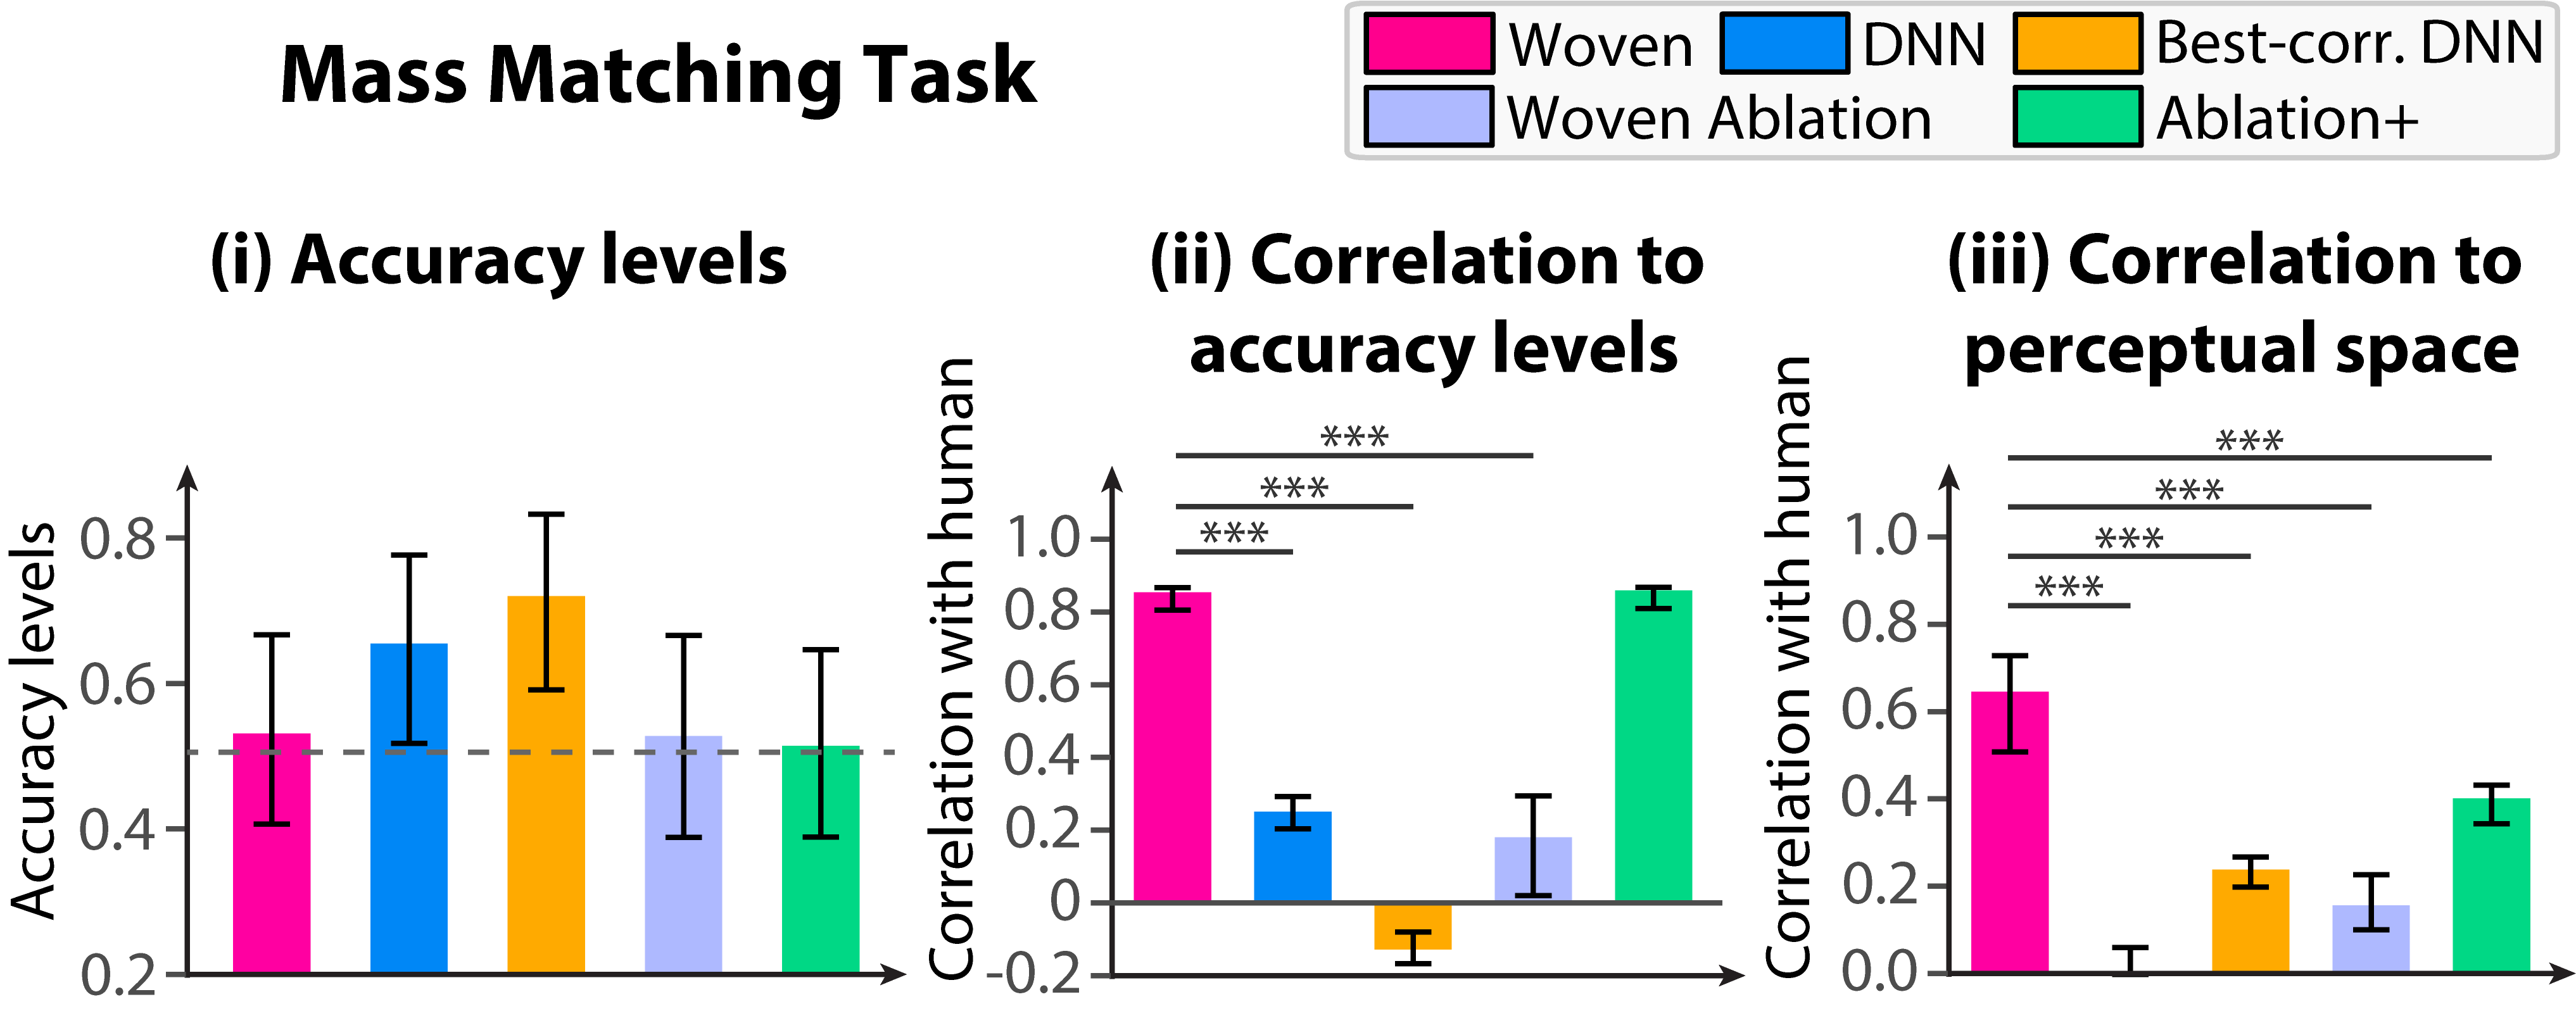 Mass Matching Task
Woven DNN Best-corr. DNN
Woven Ablation Ablation+
(i) Accuracy levels
Accuracy levels
0.8
0.6
0.4
0.2
(ii) Correlation to
accuracy levels
Correlation with human
***
***
***
1.0
0.8
0.6
0.4
0.2
0
-0.2
(iii) Correlation to
perceptual space
Correlation with human
***
***
***
***
1.0
0.8
0.6
0.4
0.2
0.0